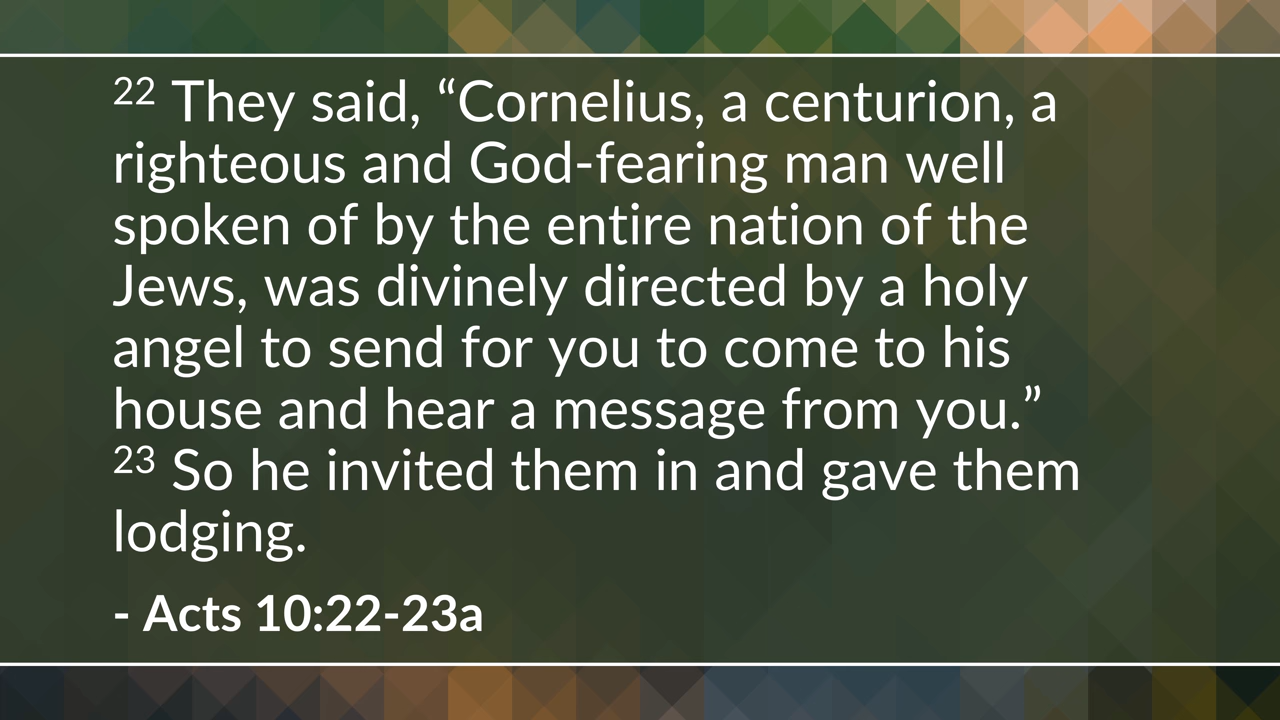 22 They said, “Cornelius, a centurion, a
righteous and God-fearing man well
spoken of by the entire nation of the
Jews, was divinely directed by a holy
angel to send for you to come to his
house and hear a message from you.”
23 So he invited them in and gave them
lodging.
- Acts 10:22-23a